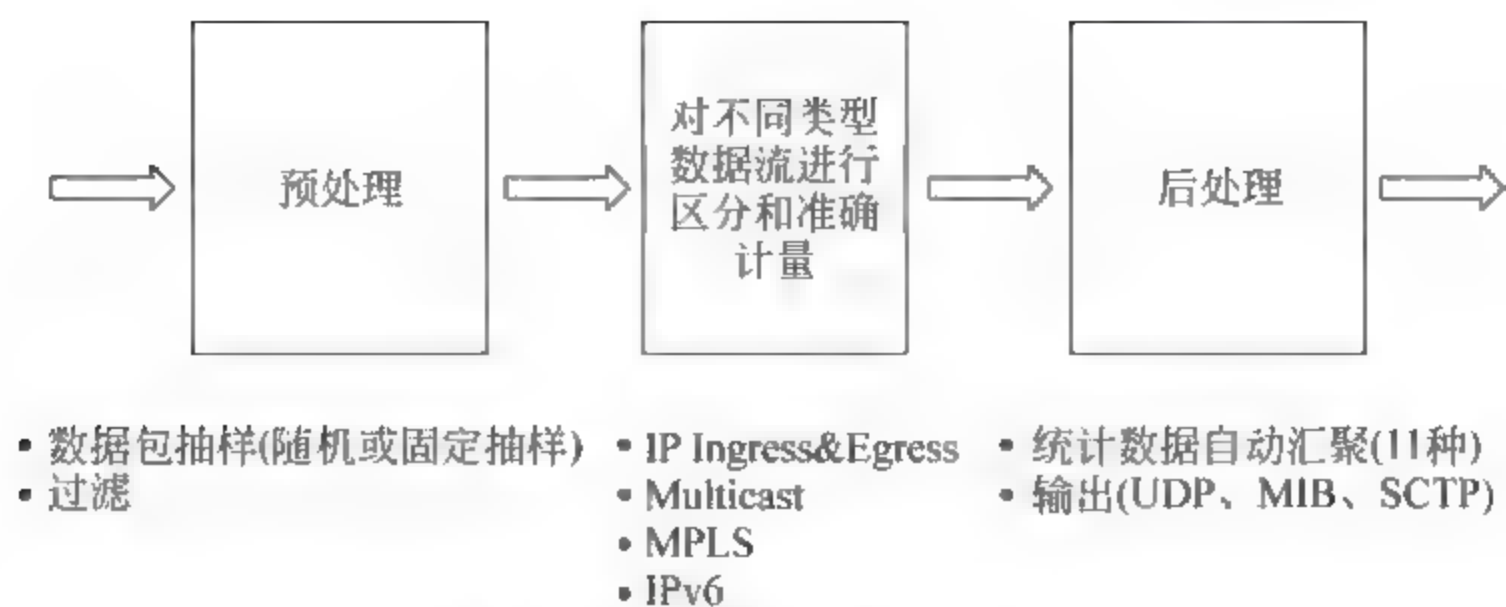 预处理
对不同类型
数据流进行
区分和准确
计量
后处理
• 数据包抽样(随机或固定抽样)
• 过滤
• IP Ingress&Egress
• Multicast
• MPLS
• IPv6
• 统计数据自动汇聚(11种)
• 输出(UDP、MIB、SCTP)